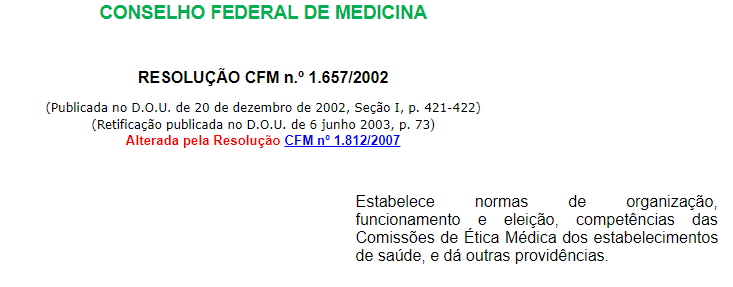 CONSELHO FEDERAL DE MEDICINA
RESOLUÇÃO CFM n.º 1.657/2002
(Publicada no D.O.U. de 20 de dezembro de 2002, Seção I, p. 421-422)
(Retificação publicada no D.O.U. de 6 junho 2003, p. 73)
Alterada pela Resolução CFM nº 1.812/2007
Estabelece normas de organização,
funcionamento e eleição, competências das
Comissões de Ética Médica dos estabelecimentos
de saúde, e dá outras providências.